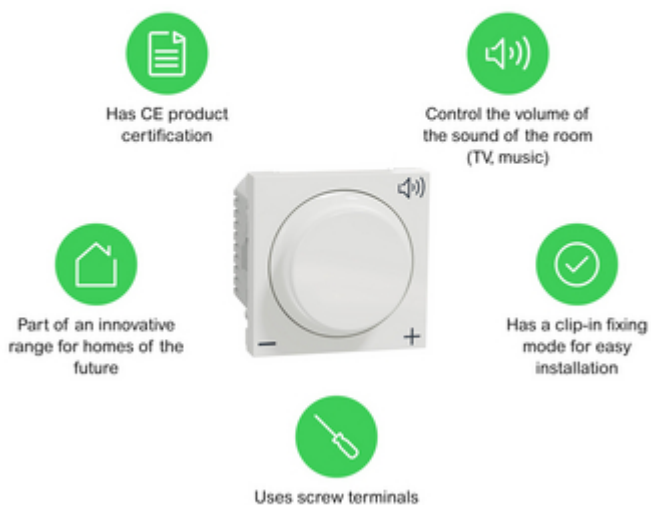 Has CE product
certification
Control the volume of
the sound of the room
(TV, music)
Part of an innovative
range for homes of the
future
Has a clip-in fixing
mode for easy
installation
Uses screw terminals